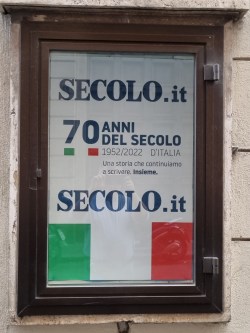 SECOLO.it
70 ANNI
DEL SECOLO
1952/2022 D'ITALIA
Una storia che continuiamo
a scrivere. Insieme.
SECOLO.it